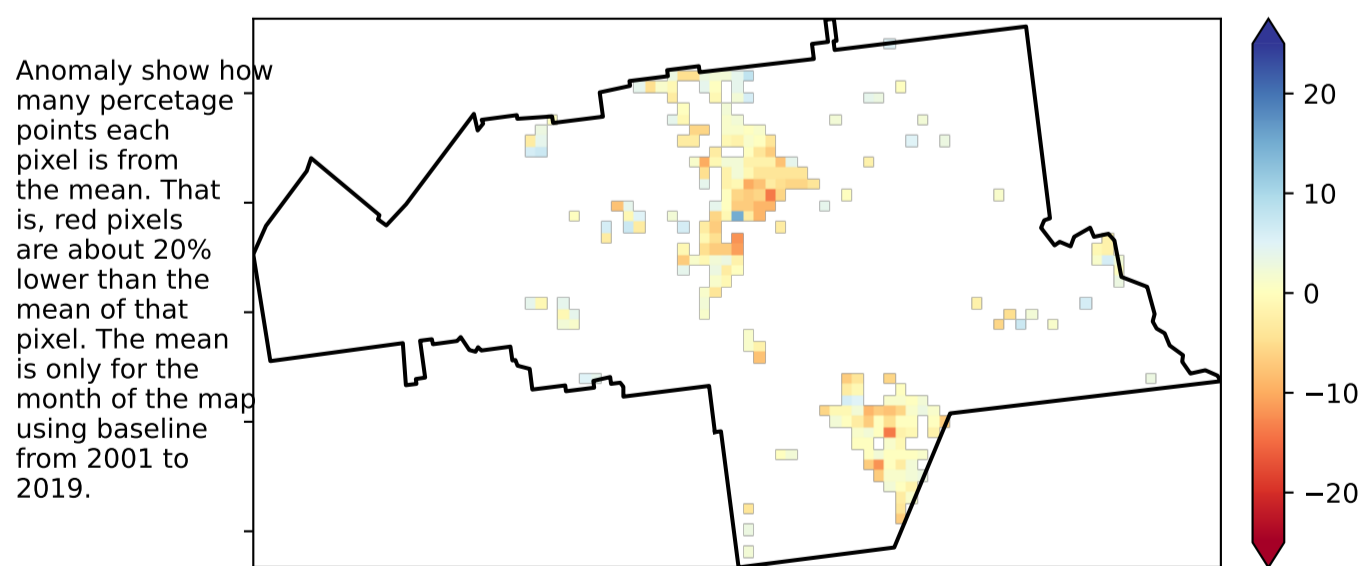 Anomaly show how
many percetage
points each
pixel is from
the mean. That
is, red pixels
are about 20%
lower than the
mean of that
pixel. The mean
is only for the
month of the map
using baseline
from 2001 to
2019.
20
10
0
−10
−20